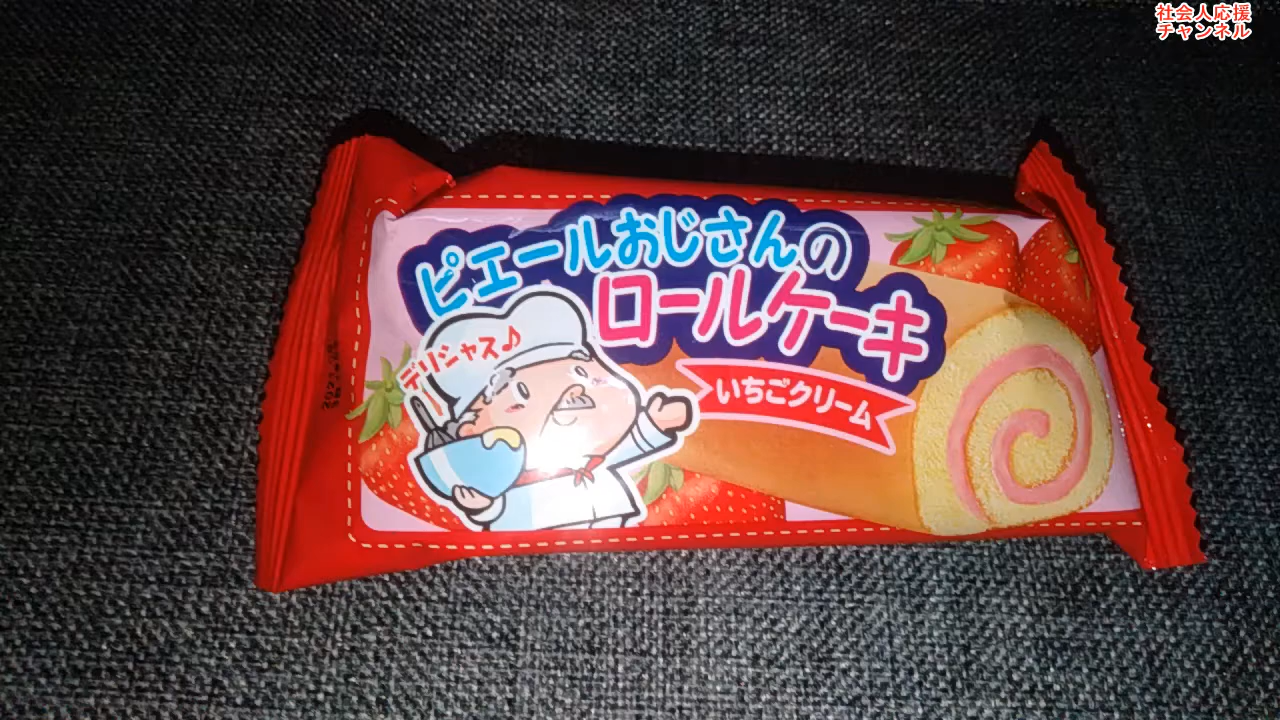 社会人応援
チャンネル
ピエールおじさんの
ロールケーキ
デリシャス♪
いちごクリーム